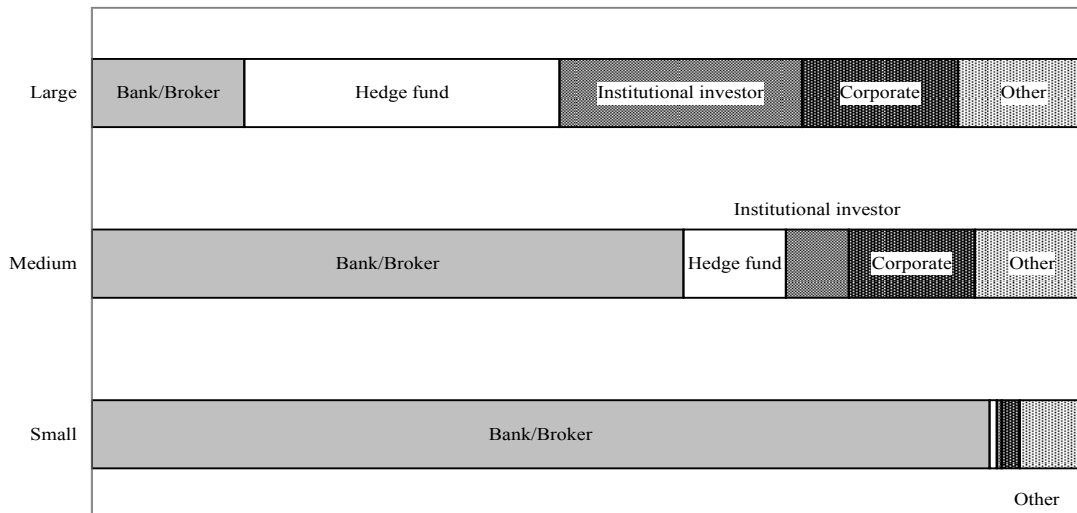 Large
Bank/Broker
Hedge fund
Institutional investor
Corporate
Other
Institutional investor
Medium
Bank/Broker
Hedge fund
Corporate
Other
Small
Bank/Broker
Other